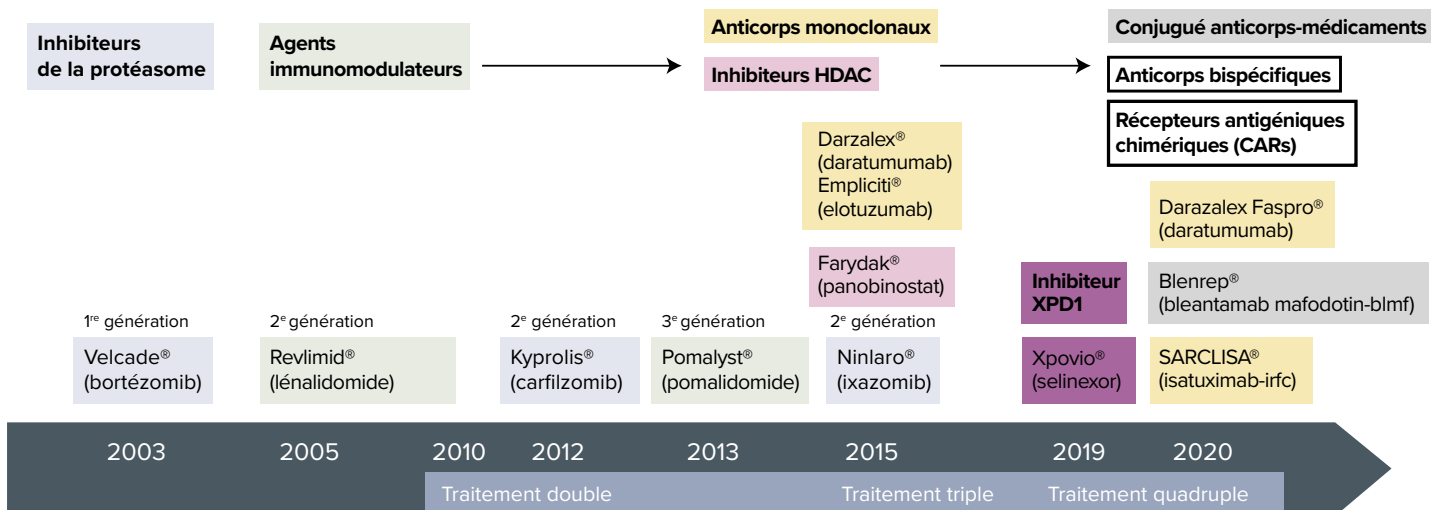 Inhibiteurs
de la protéasome
Agents
immunomodulateurs
Anticorps monoclonaux
Inhibiteurs HDAC
Conjugué anticorps-médicaments
Anticorps bispécifiques
Récepteurs antigéniques
chimériques (CARs)
Darzalex®
(daratumumab)
Empliciti®
(elotuzumab)
Farydak®
(panobinostat)
Inhibiteur
XPD1
Darazalex Faspro®
(daratumumab)
Blenrep®
(bleantamab mafodotin-blmf)
1re génération
Velcade®
(bortézomib)
2e génération
Revlimid®
(lénalidomide)
2e génération
Kyprolis®
(carfilzomib)
3e génération
Pomalyst®
(pomalidomide)
2e génération
Ninlaro®
(ixazomib)
Xpovio®
(selinexor)
SARCLISA®
(isatuximab-irfc)
2003
2005
2010
2012
2013
2015
2019
2020
Traitement double
Traitement triple
Traitement quadruple